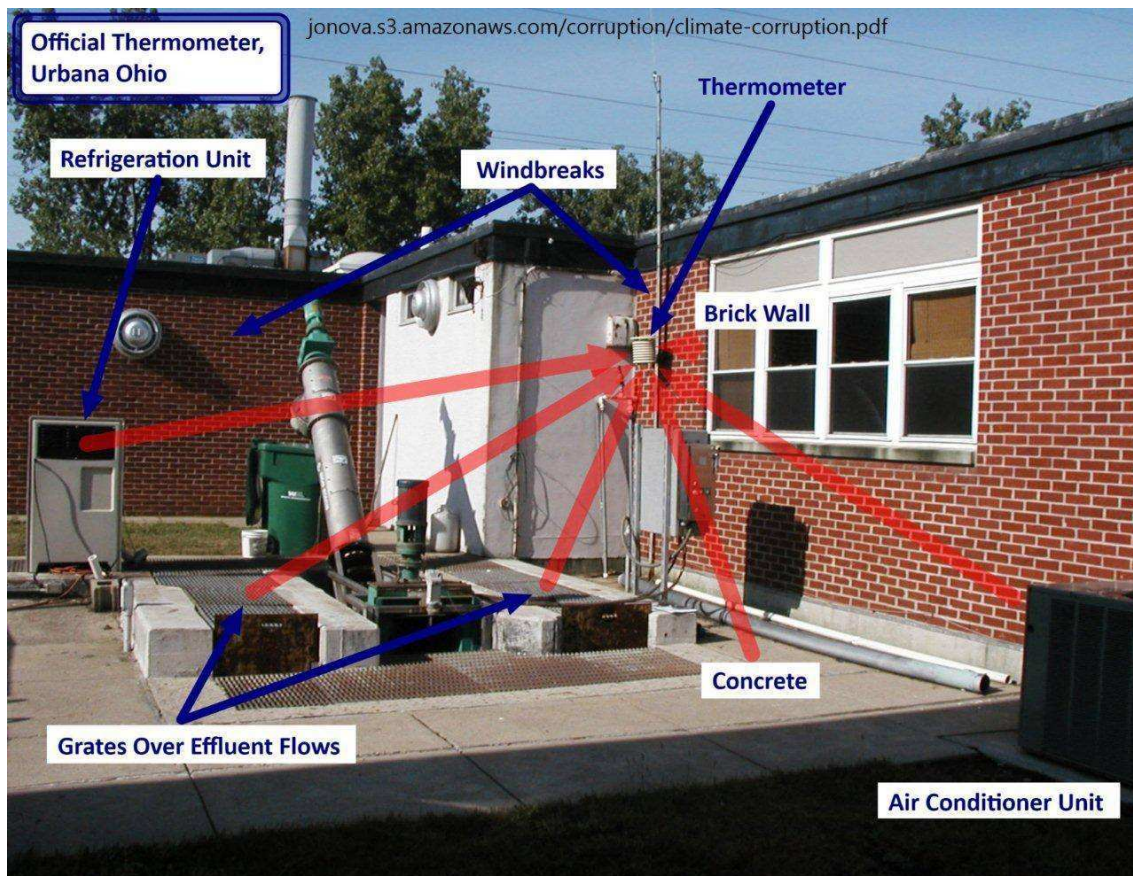 jonova.s3.amazonaws.com/corruption/climate-corruption.pdf
Official Thermometer,
Urbana Ohio
Thermometer
Refrigeration Unit
Windbreaks
Brick Wall
Concrete
Grates Over Effluent Flows
Air Conditioner Unit